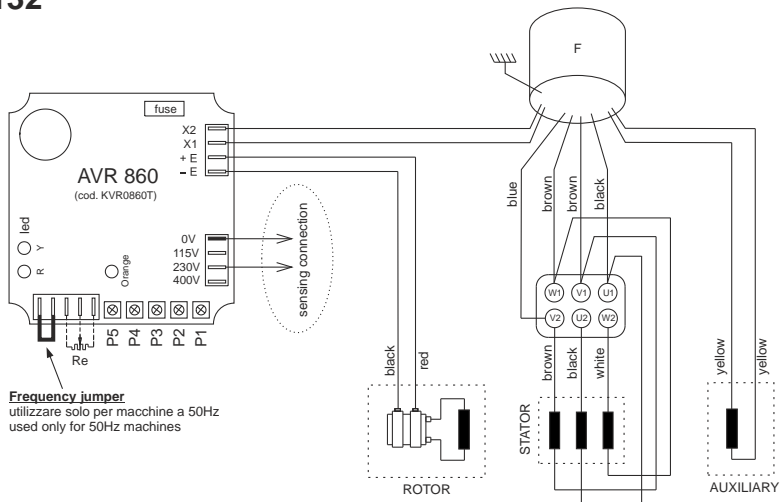 F
fuse
X2
X1
+ E
– E
AVR 860
(cod. KVR0860T)
led
Y
R
Orange
0V
115V
230V
400V
sensing connection
P5
P4
P3
P2
P1
Re
Frequency jumper
utilizzare solo per macchine a 50Hz
used only for 50Hz machines
black
red
ROTOR
blue
brown
brown
black
W1
V1
U1
V2
U2
W2
brown
black
white
STATOR
yellow
yellow
AUXILIARY